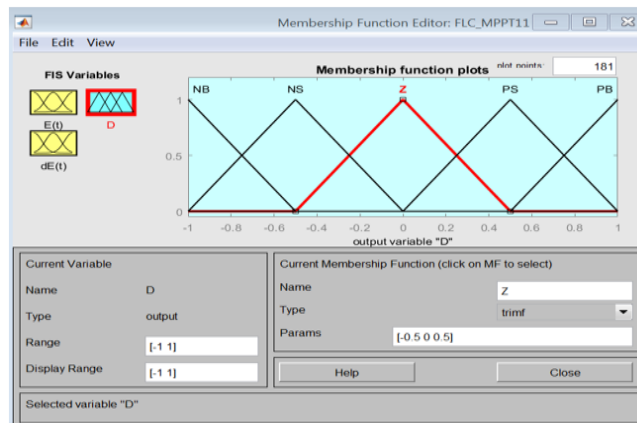 Membership Function Editor: FLC_MPPT11
File Edit View
FIS Variables
E(t)
D
dE(t)
Membership function plots
plot points:
181
NB NS Z PS PB
1
0.5
0
-1 -0.8 -0.6 -0.4 -0.2 0 0.2 0.4 0.6 0.8 1
output variable "D"
Current Variable
Name D
Type output
Range [-1 1]
Display Range [-1 1]
Current Membership Function (click on MF to select)
Name Z
Type trimf
Params [-0.5 0 0.5]
Help Close
Selected variable "D"